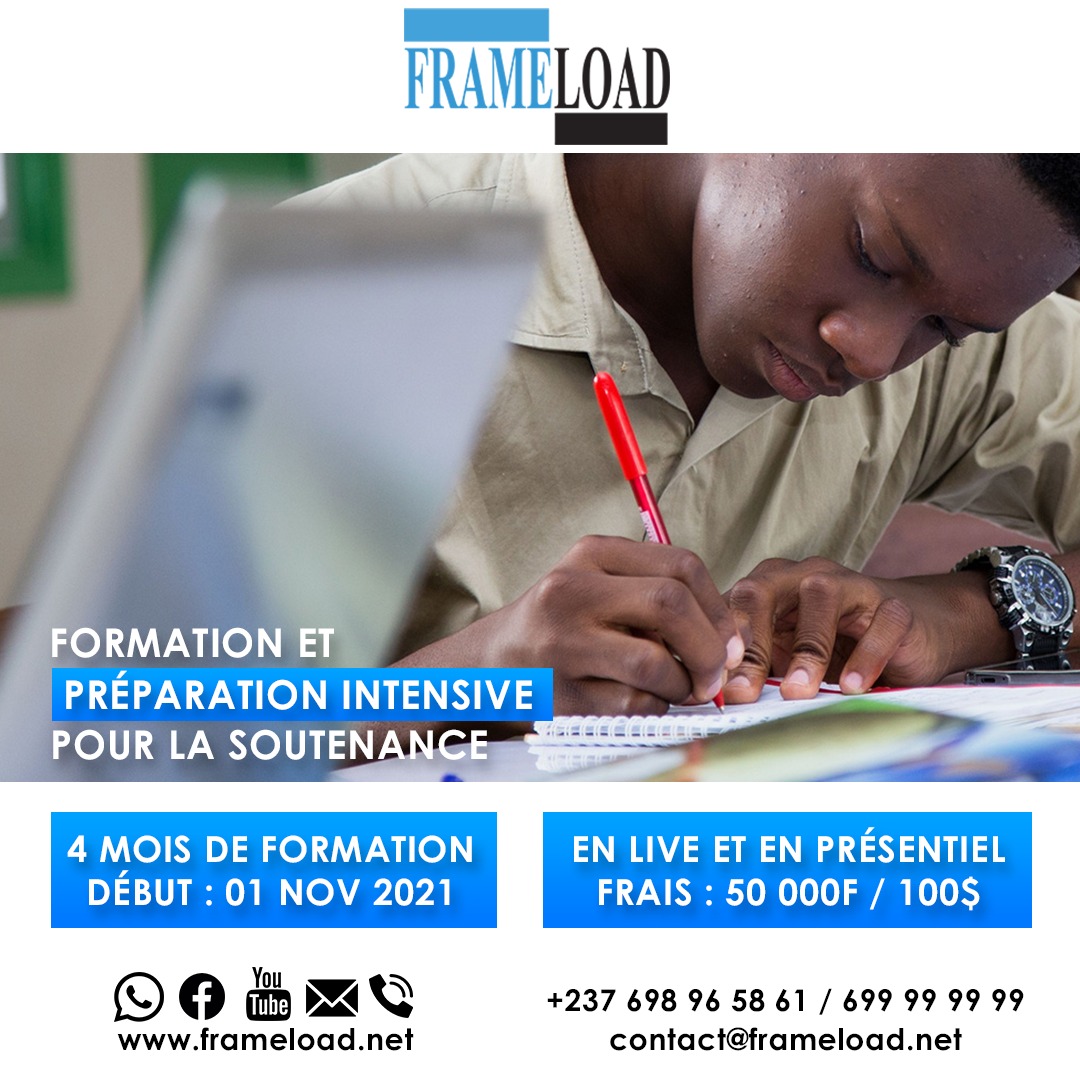 FRAMELOAD
FORMATION ET
PRÉPARATION INTENSIVE
POUR LA SOUTENANCE
4 MOIS DE FORMATION
DÉBUT : 01 NOV 2021
EN LIVE ET EN PRÉSENTIEL
FRAIS : 50 000F / 100$
You
Tube
www.frameload.net
+237 698 96 58 61 / 699 99 99 99
contact@frameload.net